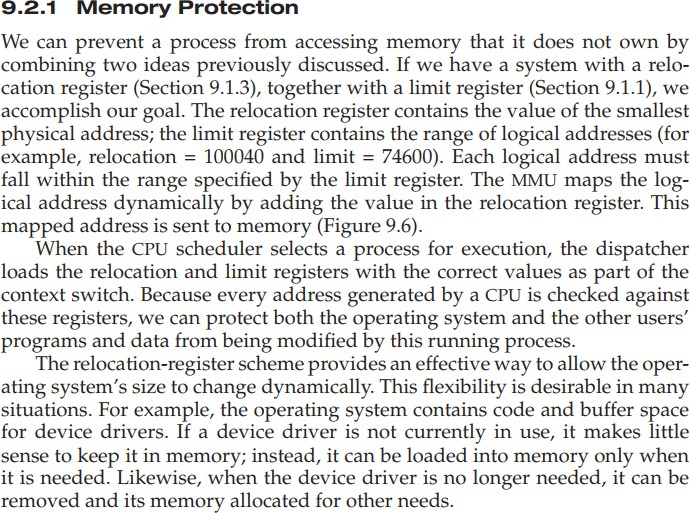 9.2.1 Memory Protection
We can prevent a process from accessing memory that it does not own by
combining two ideas previously discussed. If we have a system with a relo-
cation register (Section 9.1.3), together with a limit register (Section 9.1.1), we
accomplish our goal. The relocation register contains the value of the smallest
physical address; the limit register contains the range of logical addresses (for
example, relocation = 100040 and limit = 74600). Each logical address must
fall within the range specified by the limit register. The MMU maps the log-
ical address dynamically by adding the value in the relocation register. This
mapped address is sent to memory (Figure 9.6).
When the CPU scheduler selects a process for execution, the dispatcher
loads the relocation and limit registers with the correct values as part of the
context switch. Because every address generated by a CPU is checked against
these registers, we can protect both the operating system and the other users’
programs and data from being modified by this running process.
The relocation-register scheme provides an effective way to allow the oper-
ating system’s size to change dynamically. This flexibility is desirable in many
situations. For example, the operating system contains code and buffer space
for device drivers. If a device driver is not currently in use, it makes little
sense to keep it in memory; instead, it can be loaded into memory only when
it is needed. Likewise, when the device driver is no longer needed, it can be
removed and its memory allocated for other needs.